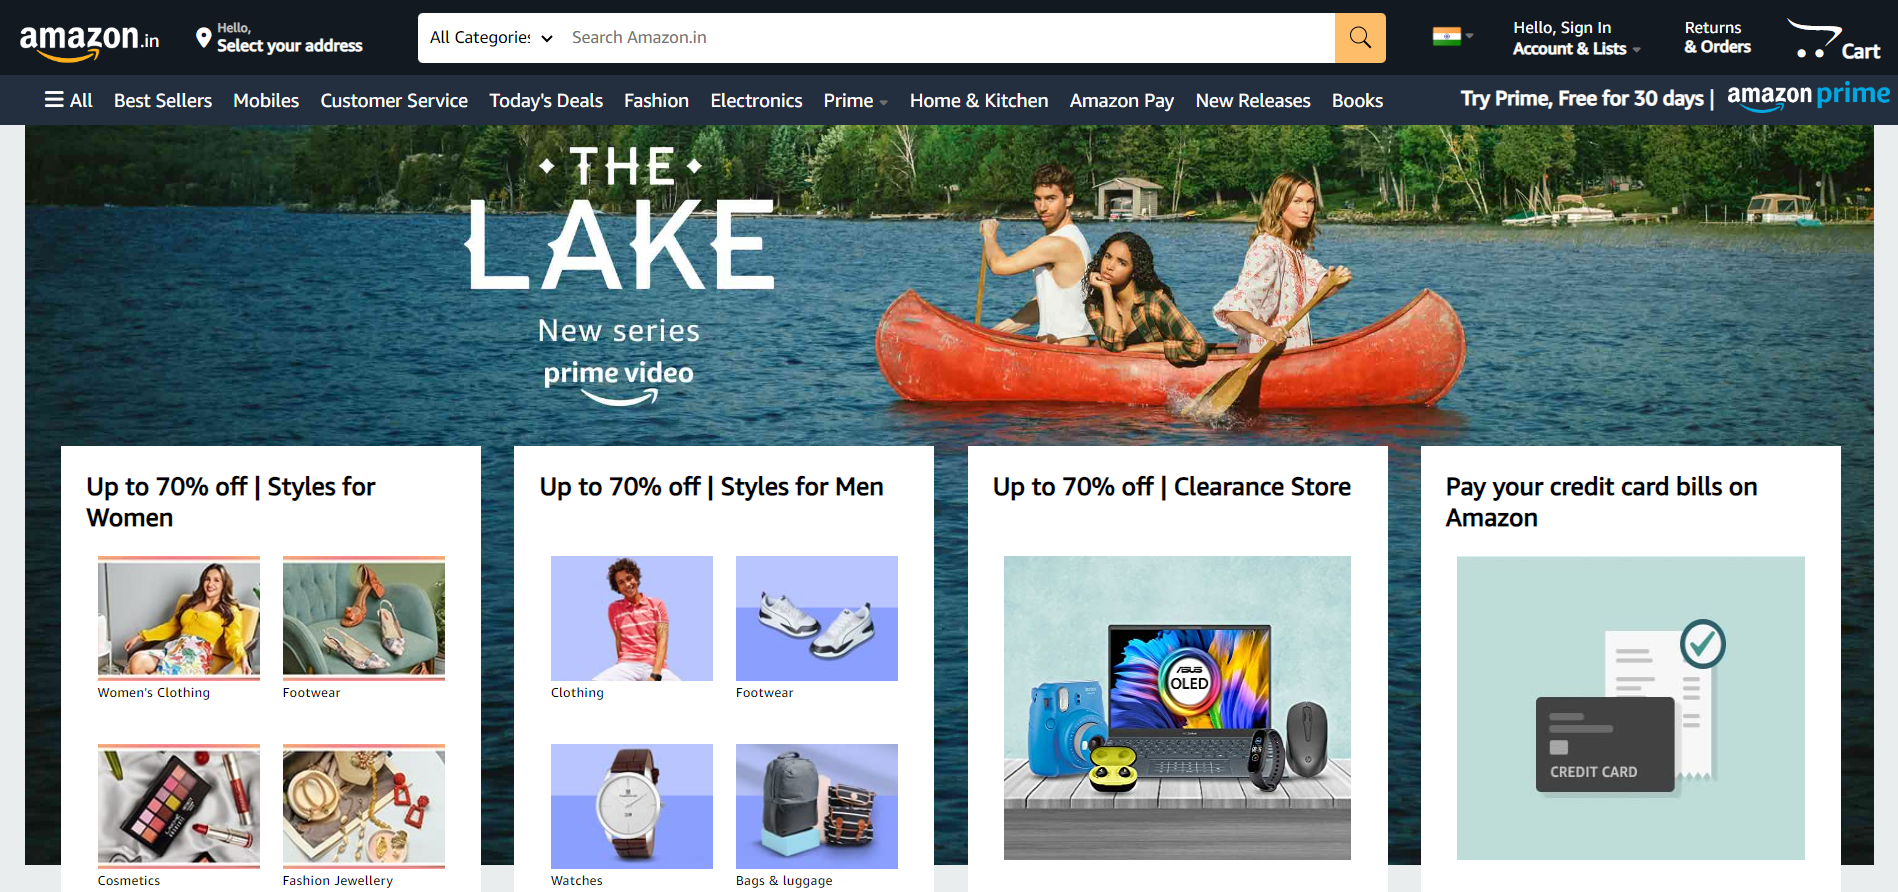 amazon.in
Hello,
Select your address
All Categories
Search Amazon.in
Hello, Sign In
Account & Lists
Returns
& Orders
Cart
All
Best Sellers
Mobiles
Customer Service
Today's Deals
Fashion
Electronics
Prime
Home & Kitchen
Amazon Pay
New Releases
Books
Try Prime, Free for 30 days |
amazon prime
THE
LAKE
New series
prime video
Up to 70% off | Styles for
Women
Women's Clothing
Footwear
Cosmetics
Fashion Jewellery
Up to 70% off | Styles for Men
Clothing
Footwear
Watches
Bags & luggage
Up to 70% off | Clearance Store
ASUS
OLED
hp
Pay your credit card bills on
Amazon
CREDIT CARD